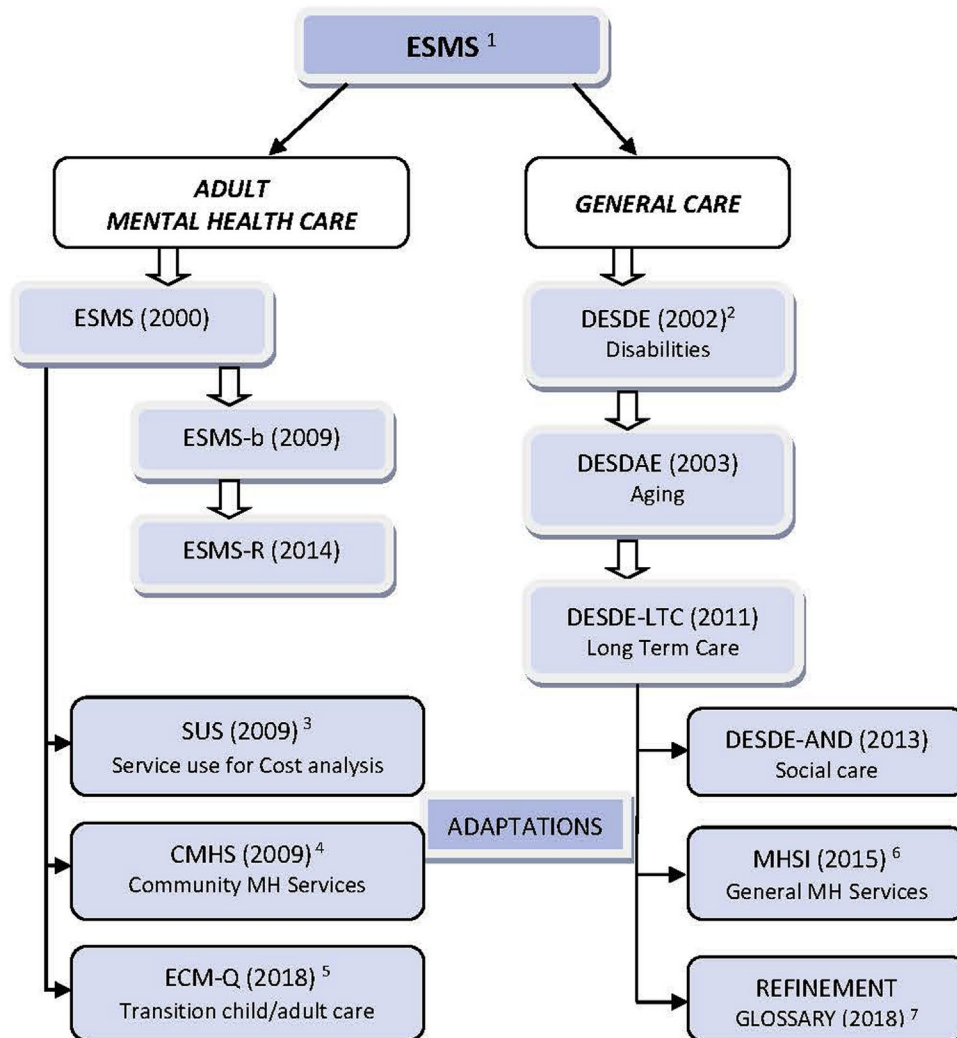 ESMS 1
ADULT
MENTAL HEALTH CARE
GENERAL CARE
ESMS (2000)
ESMS-b (2009)
ESMS-R (2014)
DESDE (2002)2
Disabilities
DESDAE (2003)
Aging
DESDE-LTC (2011)
Long Term Care
SUS (2009) 3
Service use for Cost analysis
CMHS (2009) 4
Community MH Services
ECM-Q (2018) 5
Transition child/adult care
ADAPTATIONS
DESDE-AND (2013)
Social care
MHSI (2015) 6
General MH Services
REFINEMENT
GLOSSARY (2018) 7